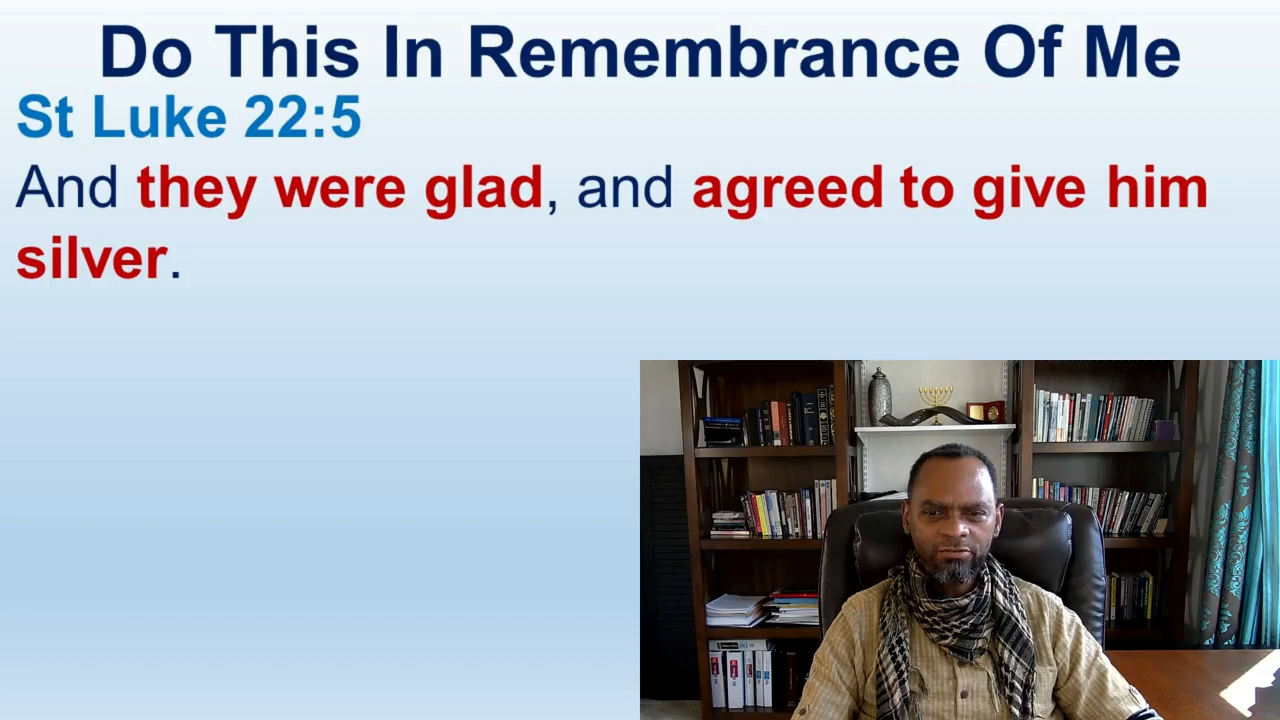 Do This In Remembrance Of Me
St Luke 22:5
And they were glad, and agreed to give him
silver.